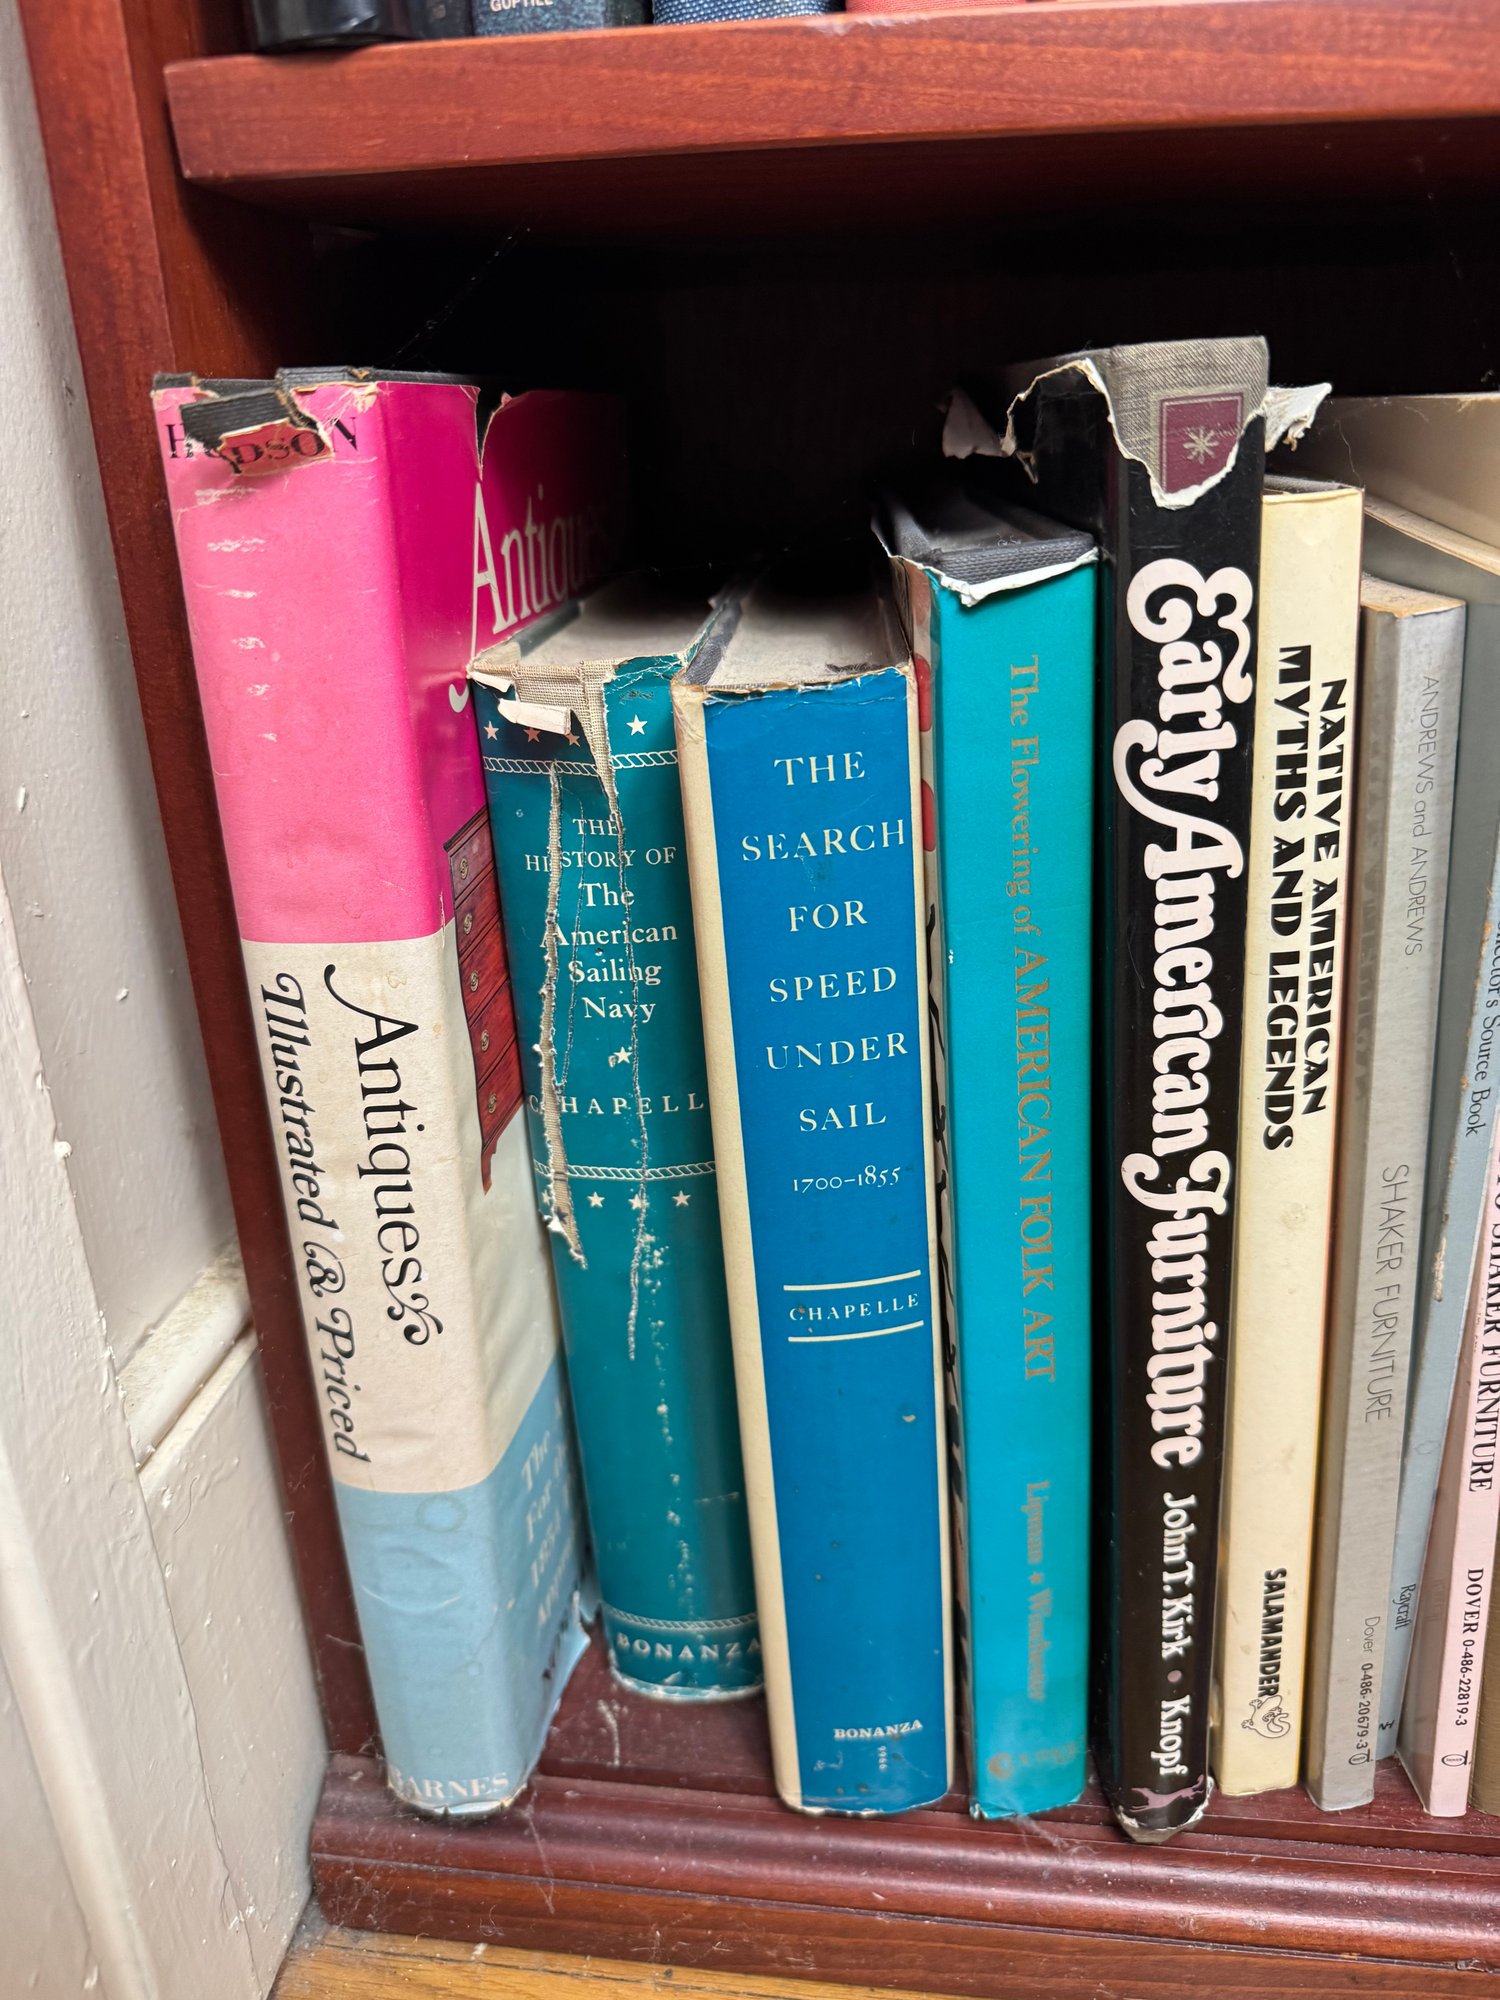 GUPTILL
HUDSON
Antiques
Illustrated & Priced
BARNES
Antiques
THE
HISTORY OF
The
American
Sailing
Navy
CHAPELL
BONANZA
THE
SEARCH
FOR
SPEED
UNDER
SAIL
1700–1855
CHAPELLE
BONANZA
The Flowering of AMERICAN FOLK ART
Lipman ★ Winchester
Early American Furniture
John T. Kirk • Knopf
NATIVE AMERICAN
MYTHS AND LEGENDS
SALAMANDER
ANDREWS and ANDREWS
SHAKER FURNITURE
Dover 0-486-20679-3
Source Book
Raycraft
SHAKER FURNITURE
DOVER 0-486-22819-3